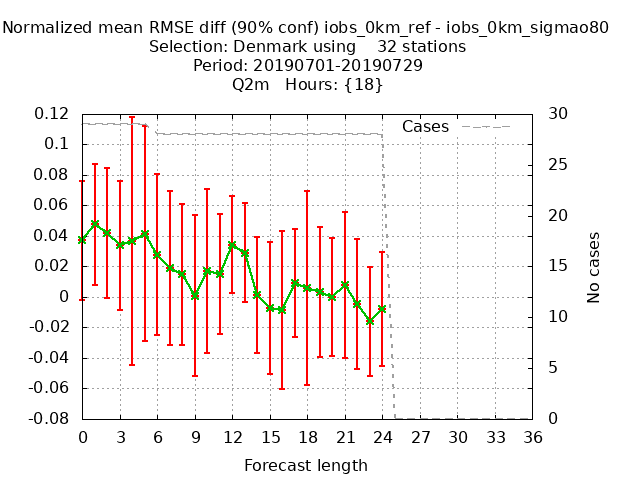 Normalized mean RMSE diff (90% conf) iobs_0km_ref - iobs_0km_sigmao80
Selection: Denmark using    32 stations
Period: 20190701-20190729
Q2m   Hours: {18}
0.12
0.1
0.08
0.06
0.04
0.02
0
-0.02
-0.04
-0.06
-0.08
Cases
30
25
20
15
10
5
0
No cases
0 3 6 9 12 15 18 21 24 27 30 33 36
Forecast length